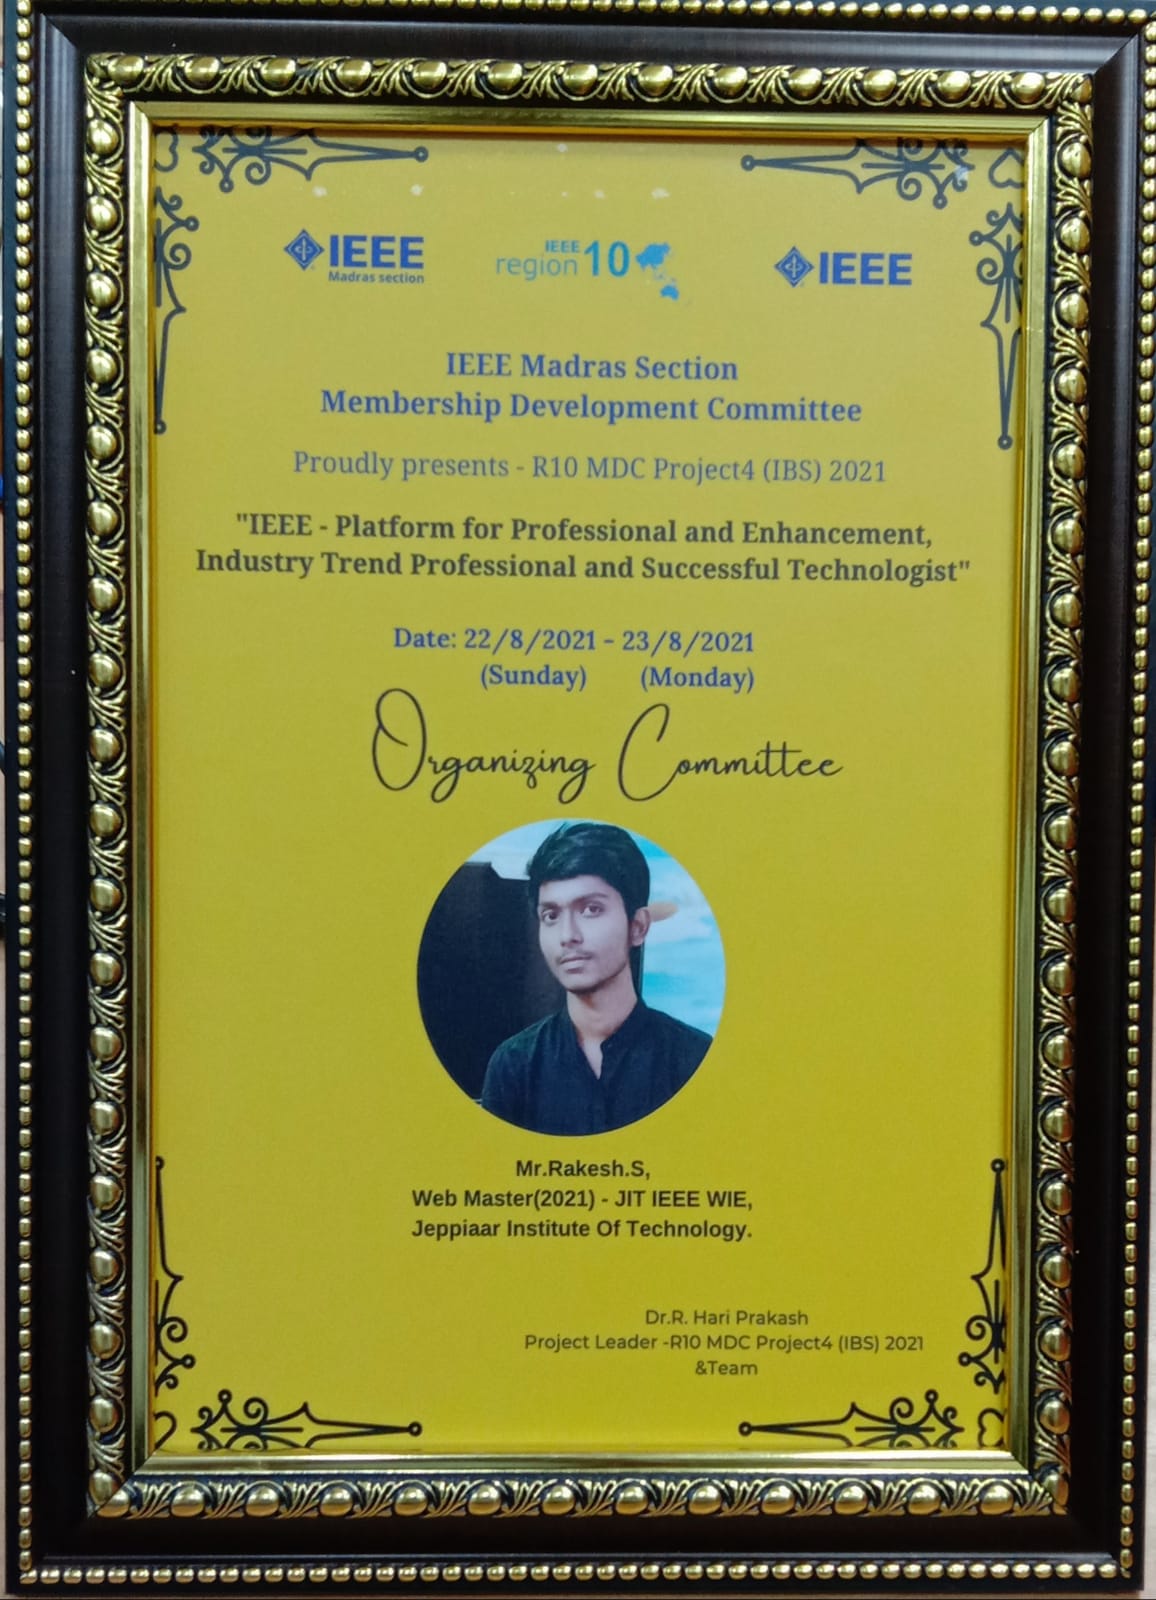 IEEE
Madras section
IEEE
region 10
IEEE
IEEE Madras Section
Membership Development Committee
Proudly presents - R10 MDC Project4 (IBS) 2021
"IEEE - Platform for Professional and Enhancement,
Industry Trend Professional and Successful Technologist"
Date: 22/8/2021 - 23/8/2021
(Sunday) (Monday)
Organizing Committee
Mr.Rakesh.S,
Web Master(2021) - JIT IEEE WIE,
Jeppiaar Institute Of Technology.
Dr.R. Hari Prakash
Project Leader -R10 MDC Project4 (IBS) 2021
&Team